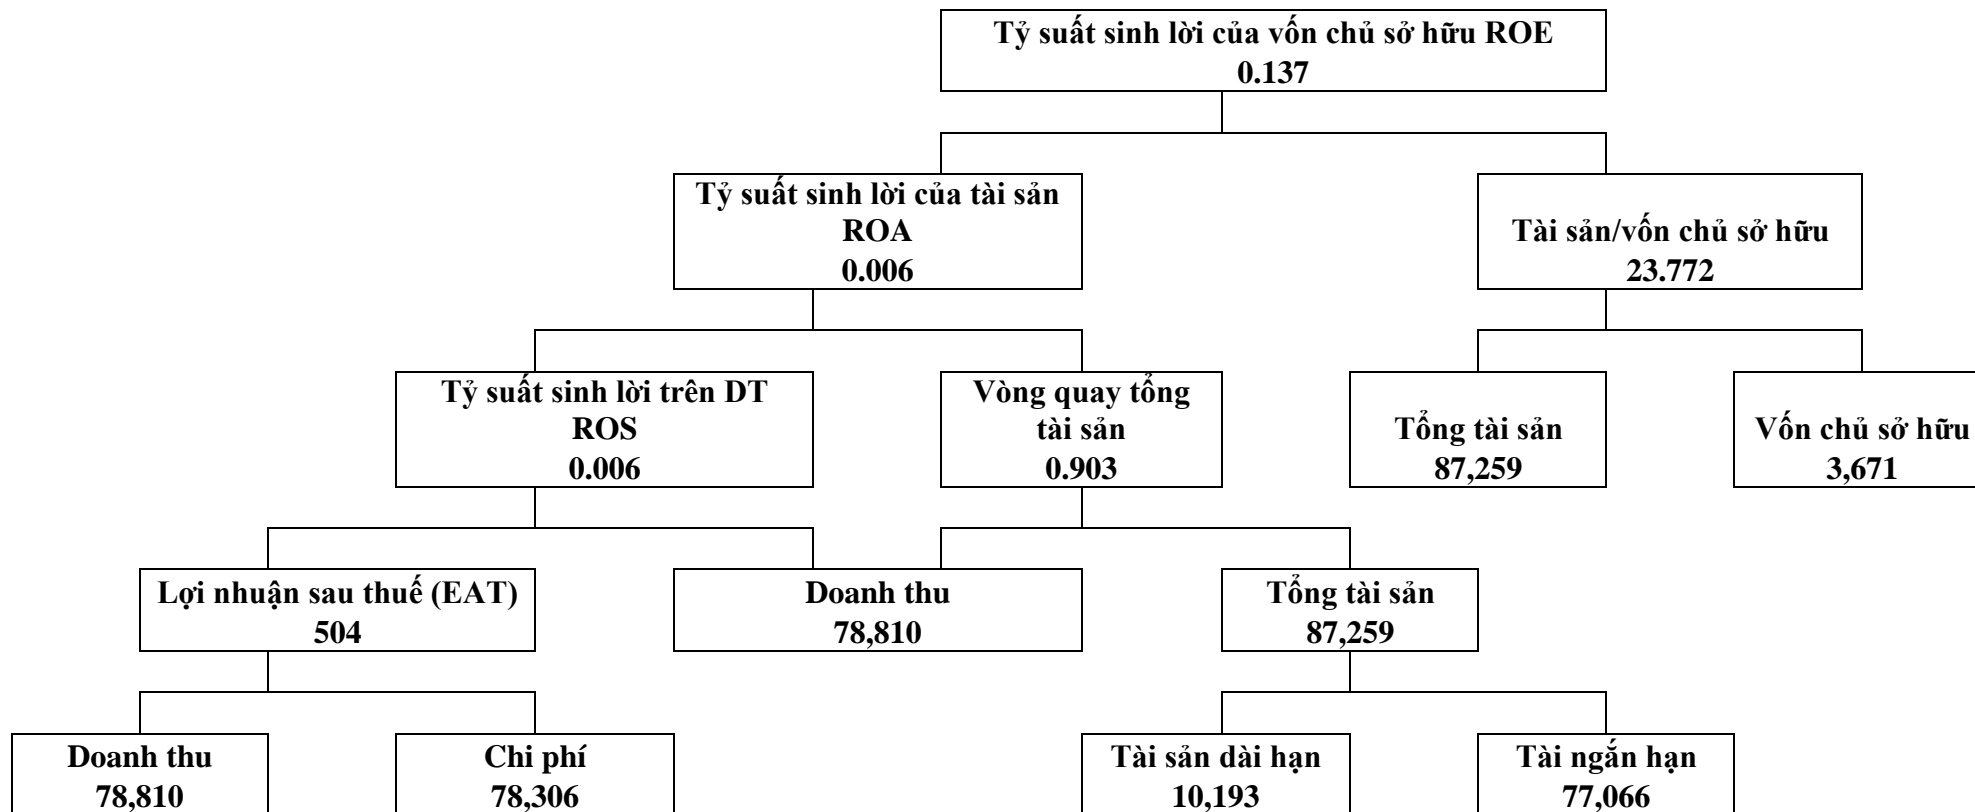 Tỷ suất sinh lời của vốn chủ sở hữu ROE
0.137
Tỷ suất sinh lời của tài sản
ROA
0.006
Tài sản/vốn chủ sở hữu
23.772
Tỷ suất sinh lời trên DT
ROS
0.006
Vòng quay tổng
tài sản
0.903
Tổng tài sản
87,259
Vốn chủ sở hữu
3,671
Lợi nhuận sau thuế (EAT)
504
Doanh thu
78,810
Tổng tài sản
87,259
Doanh thu
78,810
Chi phí
78,306
Tài sản dài hạn
10,193
Tài ngắn hạn
77,066